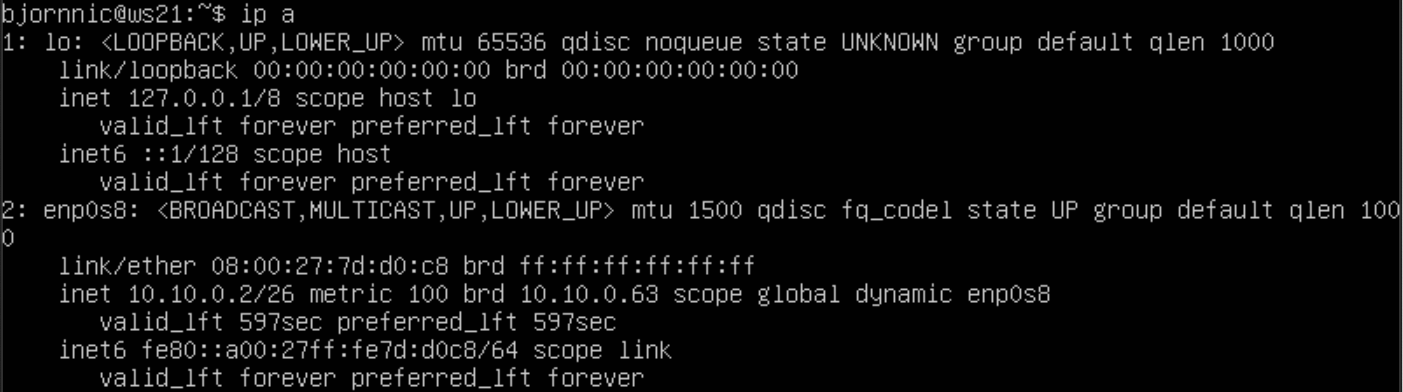 bjornnic@ws21:~$ ip a
1: lo: <LOOPBACK,UP,LOWER_UP> mtu 65536 qdisc noqueue state UNKNOWN group default qlen 1000
    link/loopback 00:00:00:00:00:00 brd 00:00:00:00:00:00
    inet 127.0.0.1/8 scope host lo
       valid_lft forever preferred_lft forever
    inet6 ::1/128 scope host
       valid_lft forever preferred_lft forever
2: enp0s8: <BROADCAST,MULTICAST,UP,LOWER_UP> mtu 1500 qdisc fq_codel state UP group default qlen 100
0
    link/ether 08:00:27:7d:d0:c8 brd ff:ff:ff:ff:ff:ff
    inet 10.10.0.2/26 metric 100 brd 10.10.0.63 scope global dynamic enp0s8
       valid_lft 597sec preferred_lft 597sec
    inet6 fe80::a00:27ff:fe7d:d0c8/64 scope link
       valid_lft forever preferred_lft forever